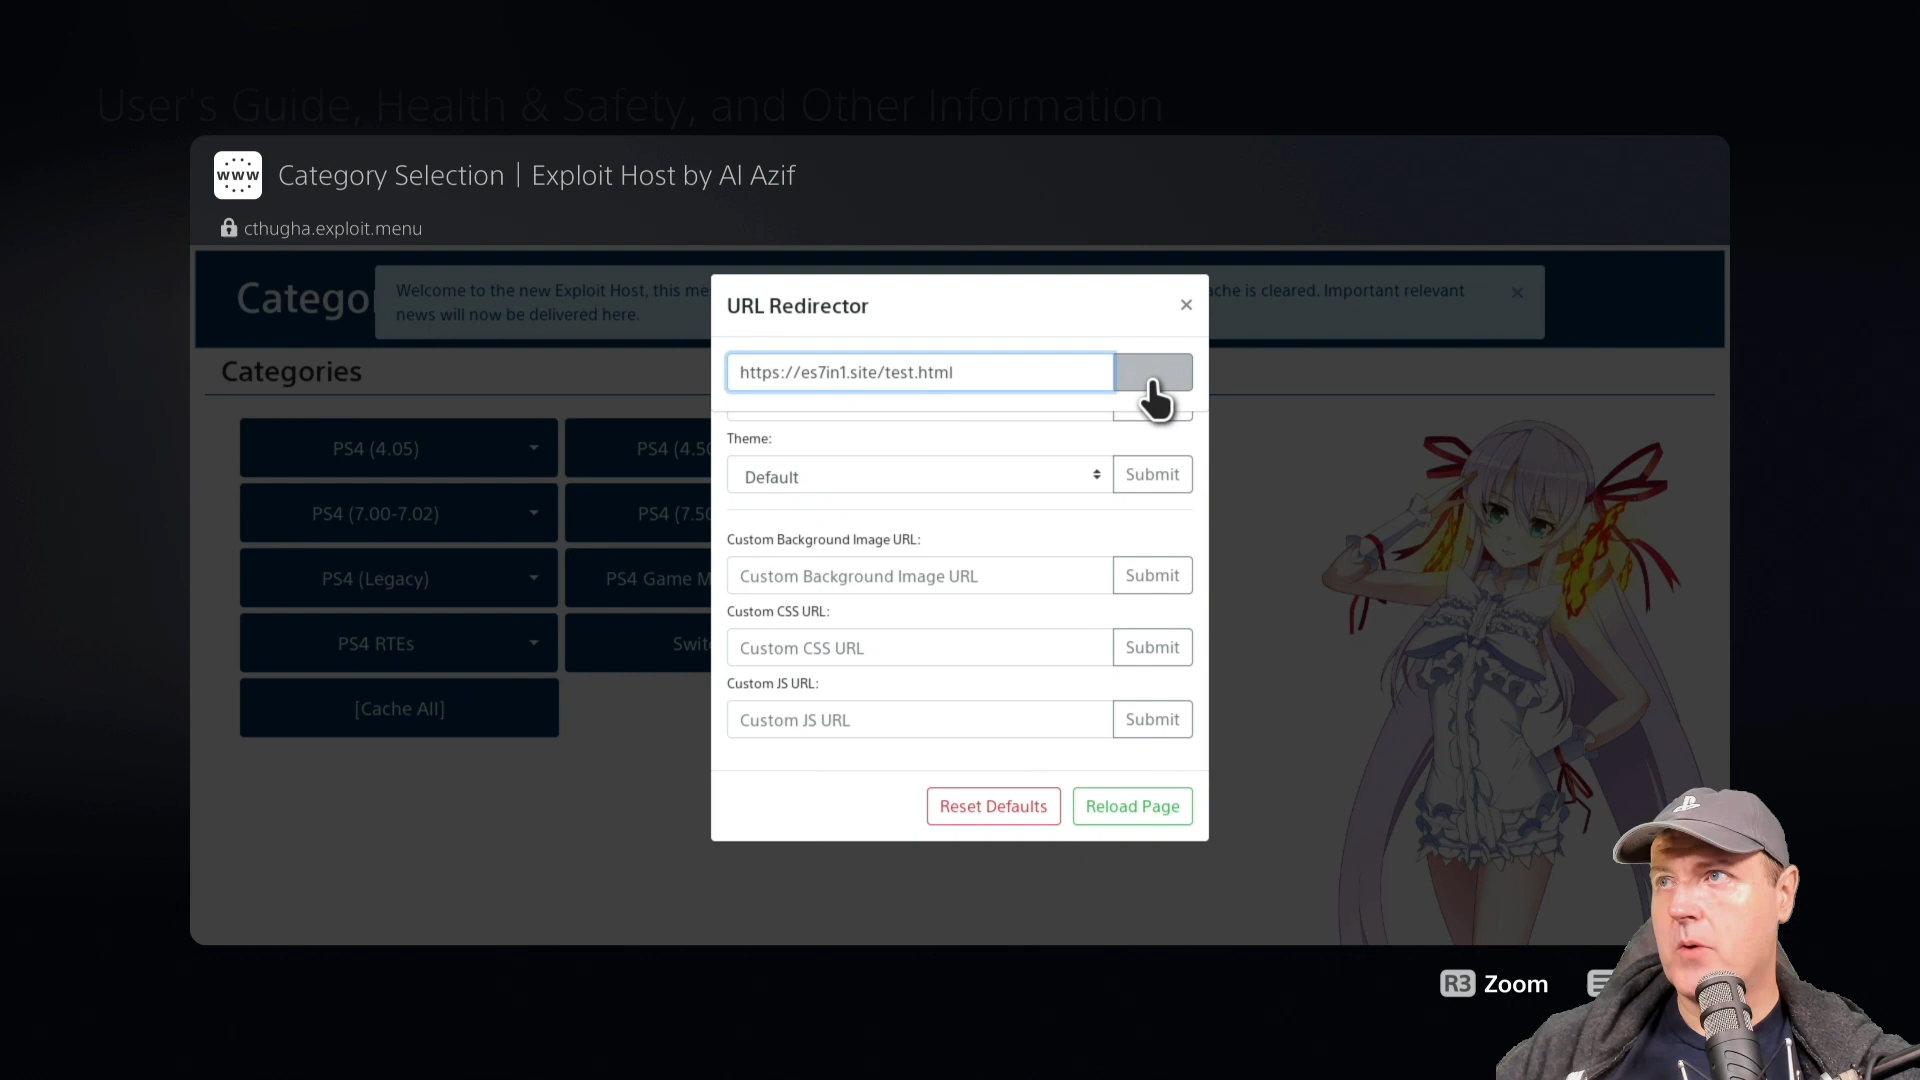 User's Guide, Health & Safety, and Other Information
www
Category Selection | Exploit Host by Al Azif
cthugha.exploit.menu
Catego
Welcome to the new Exploit Host, this me
ache is cleared. Important relevant
news will now be delivered here.
×
URL Redirector
×
https://es7in1.site/test.html
Categories
Theme:
Default
Submit
PS4 (4.05)
PS4 (4.50
PS4 (7.00-7.02)
PS4 (7.50
PS4 (Legacy)
PS4 Game M
PS4 RTEs
Swit
[Cache All]
Custom Background Image URL:
Custom Background Image URL
Submit
Custom CSS URL:
Custom CSS URL
Submit
Custom JS URL:
Custom JS URL
Submit
Reset Defaults
Reload Page
R3 Zoom